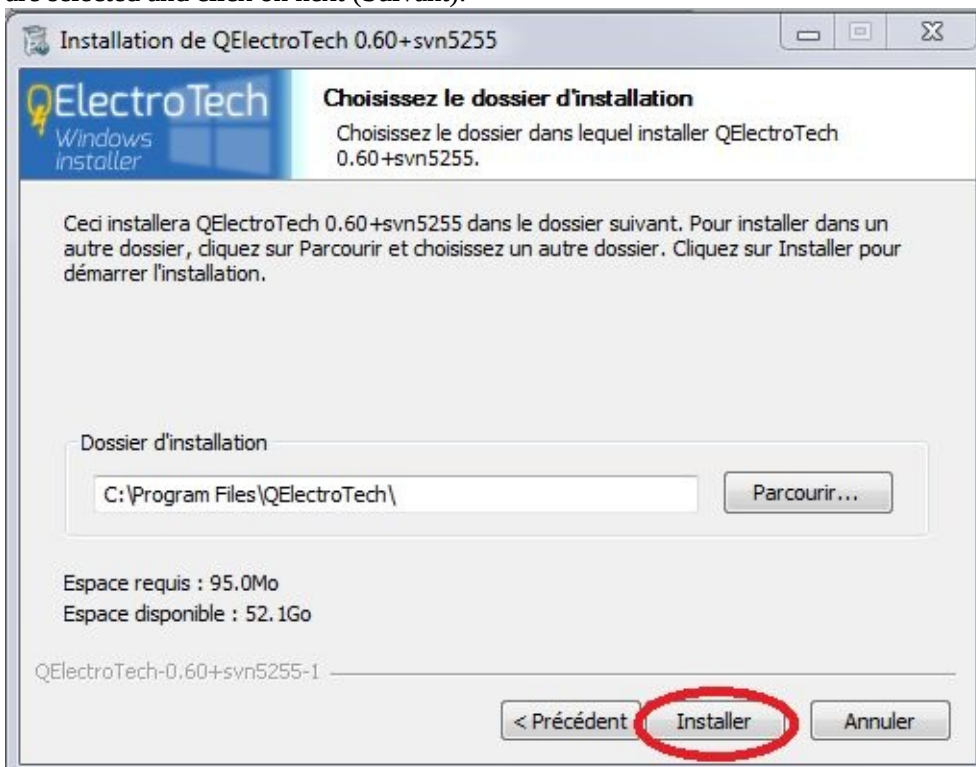 are selected and click on next (Suivant).
Installation de QElectroTech 0.60+svn5255
QElectroTech
Windows
installer
Choisissez le dossier d'installation
Choisissez le dossier dans lequel installer QElectroTech
0.60+svn5255.
Ceci installera QElectroTech 0.60+svn5255 dans le dossier suivant. Pour installer dans un
autre dossier, cliquez sur Parcourir et choisissez un autre dossier. Cliquez sur Installer pour
démarrer l'installation.
Dossier d'installation
C:\Program Files\QElectroTech\
Parcourir...
Espace requis : 95.0Mo
Espace disponible : 52.1Go
QElectroTech-0.60+svn5255-1
< Précédent
Installer
Annuler